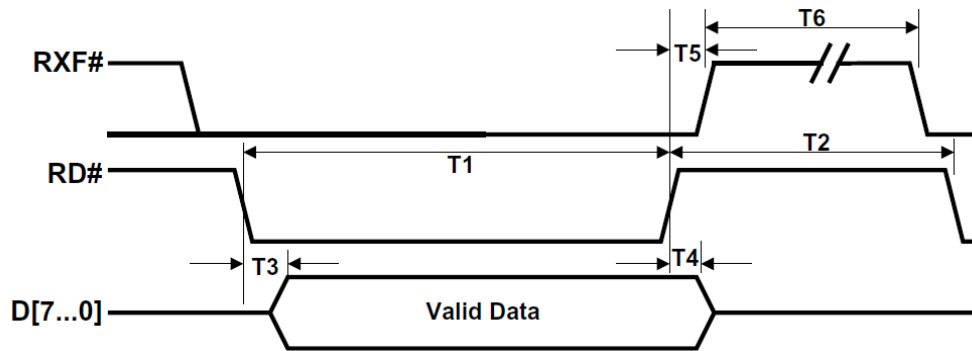 T6
RXF#
T5
T1
T2
RD#
T3
T4
D[7...0]
Valid Data